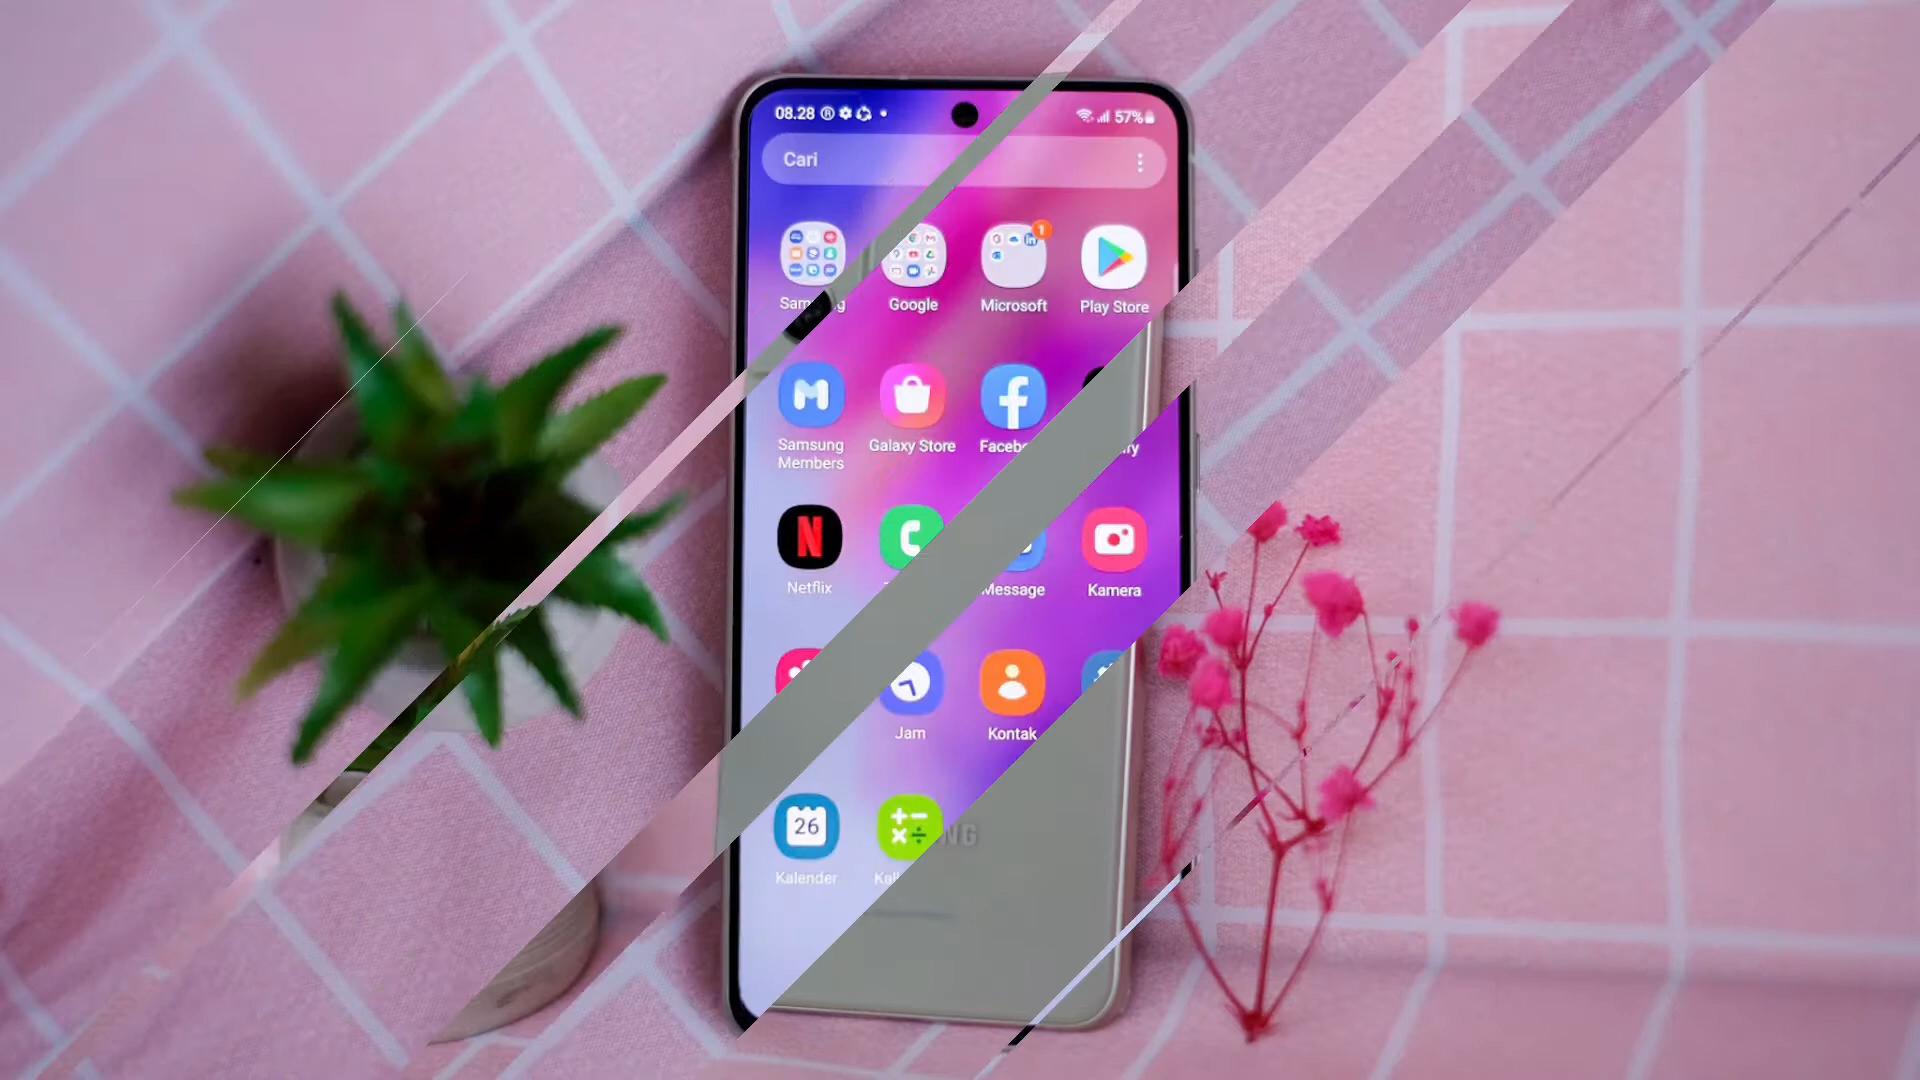 08.28
57%
Cari
1
Google
Microsoft
Play Store
Samsung
Members
Galaxy Store
N
Netflix
Message
Kamera
Jam
Kontak
26
Kalender